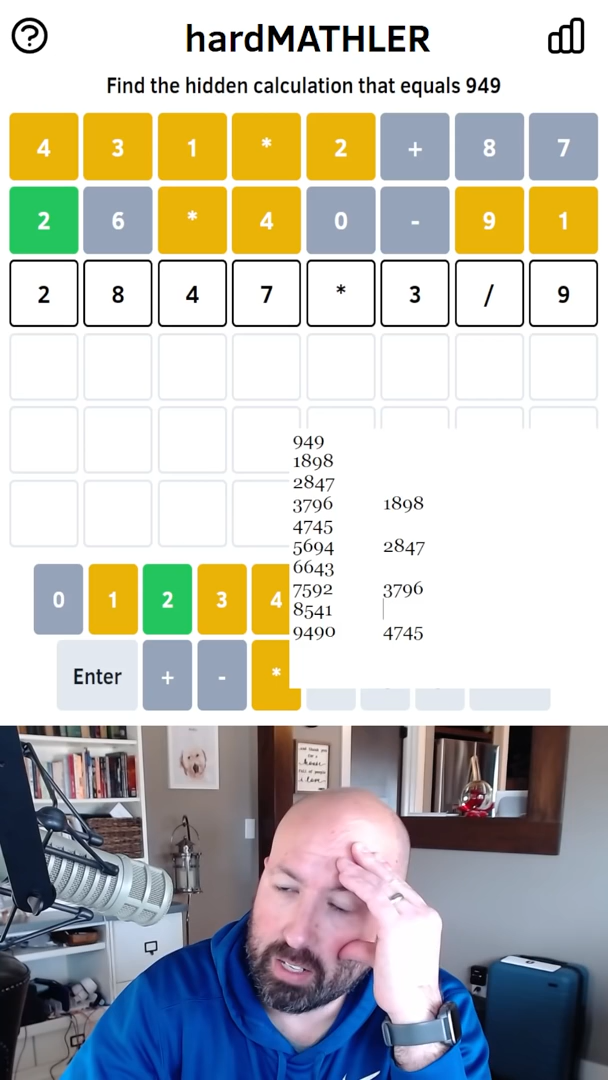 ?
hardMATHLER
Find the hidden calculation that equals 949
4 3 1 * 2 + 8 7
2 6 * 4 0 - 9 1
2 8 4 7 * 3 / 9
949
1898
2847
3796 1898
4745
5694 2847
6643
7592 3796
8541
9490 4745
0 1 2 3 4
Enter + - *